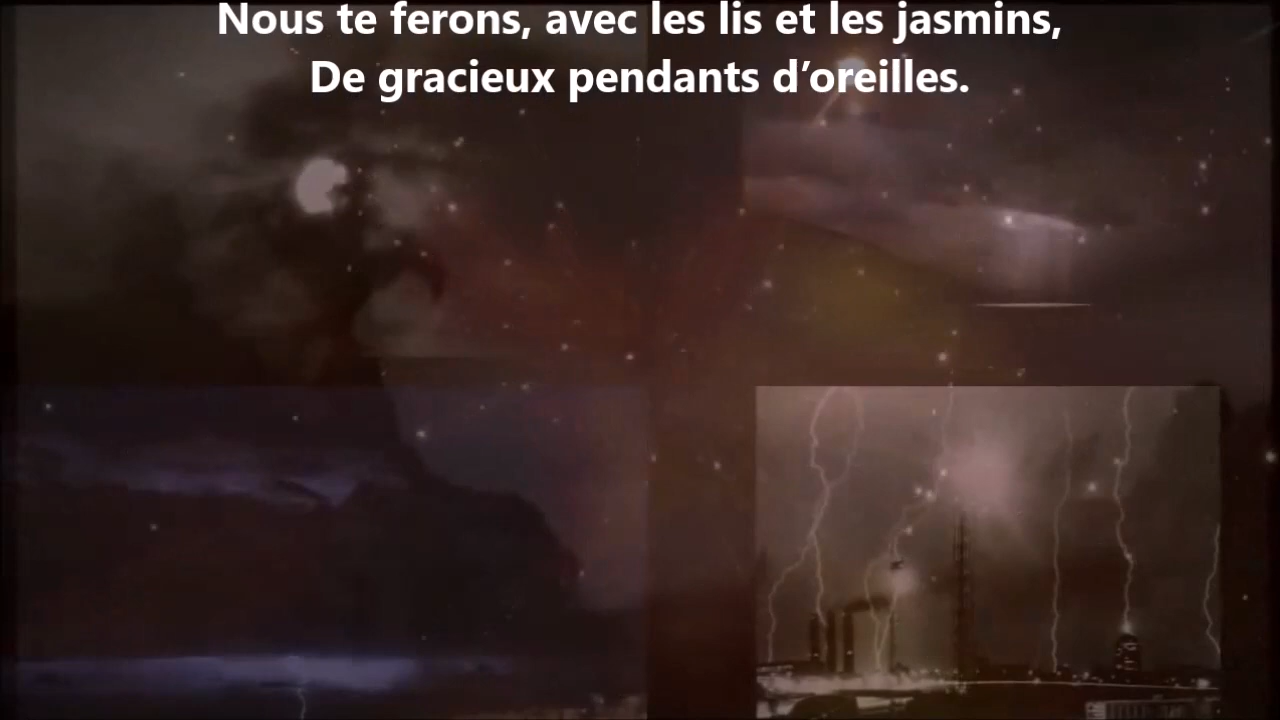 Nous te ferons, avec les lis et les jasmins,
De gracieux pendants d’oreilles.